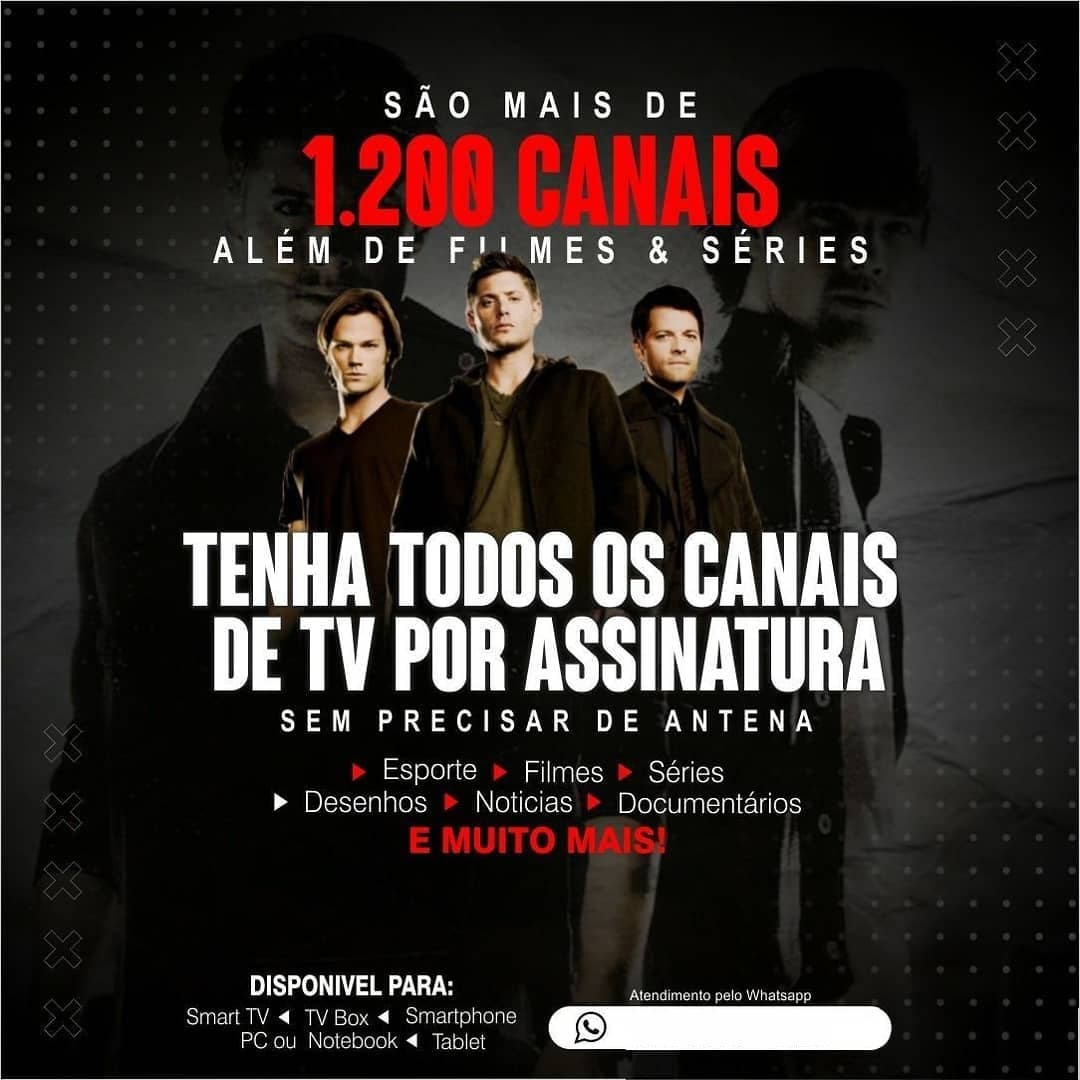 SÃO MAIS DE
1.200 CANAIS
ALÉM DE FILMES & SÉRIES
TENHA TODOS OS CANAIS
DE TV POR ASSINATURA
SEM PRECISAR DE ANTENA
Esporte Filmes Séries
Desenhos Noticias Documentários
E MUITO MAIS!
DISPONIVEL PARA:
Smart TV TV Box Smartphone
PC ou Notebook Tablet
Atendimento pelo Whatsapp